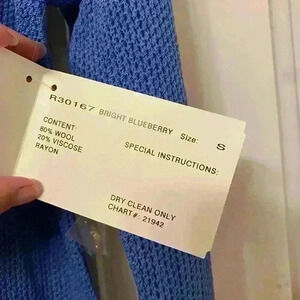 R30167 BRIGHT BLUEBERRY Size: S
CONTENT:
80% WOOL
20% VISCOSE
RAYON
SPECIAL INSTRUCTIONS:
DRY CLEAN ONLY
CHART#: 21942